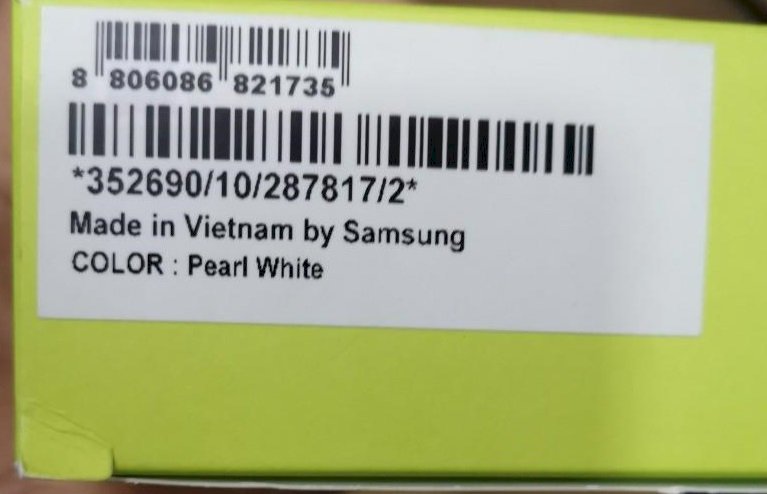 8 806086 821735
*352690/10/287817/2*
Made in Vietnam by Samsung
COLOR : Pearl White